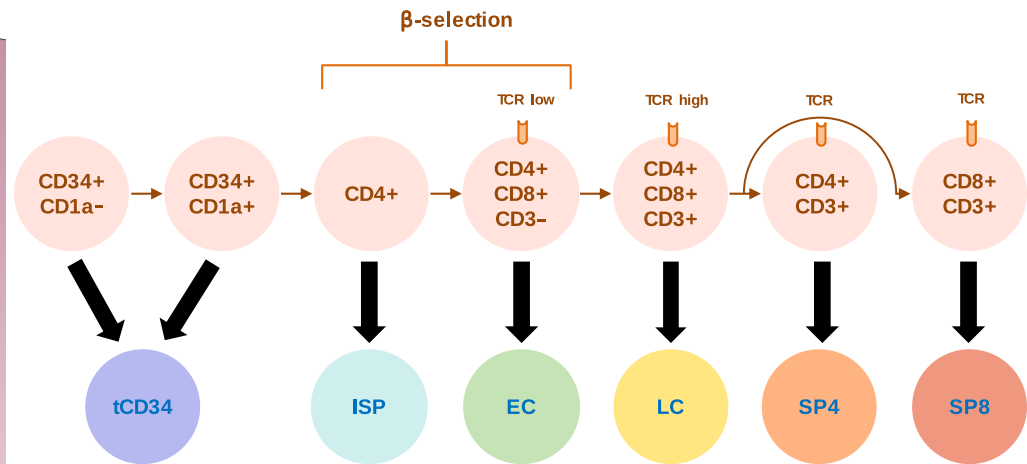 β-selection
TCR low
TCR high
TCR
TCR
CD34+
CD1a-
CD34+
CD1a+
CD4+
CD4+
CD8+
CD3-
CD4+
CD8+
CD3+
CD4+
CD3+
CD8+
CD3+
tCD34
ISP
EC
LC
SP4
SP8